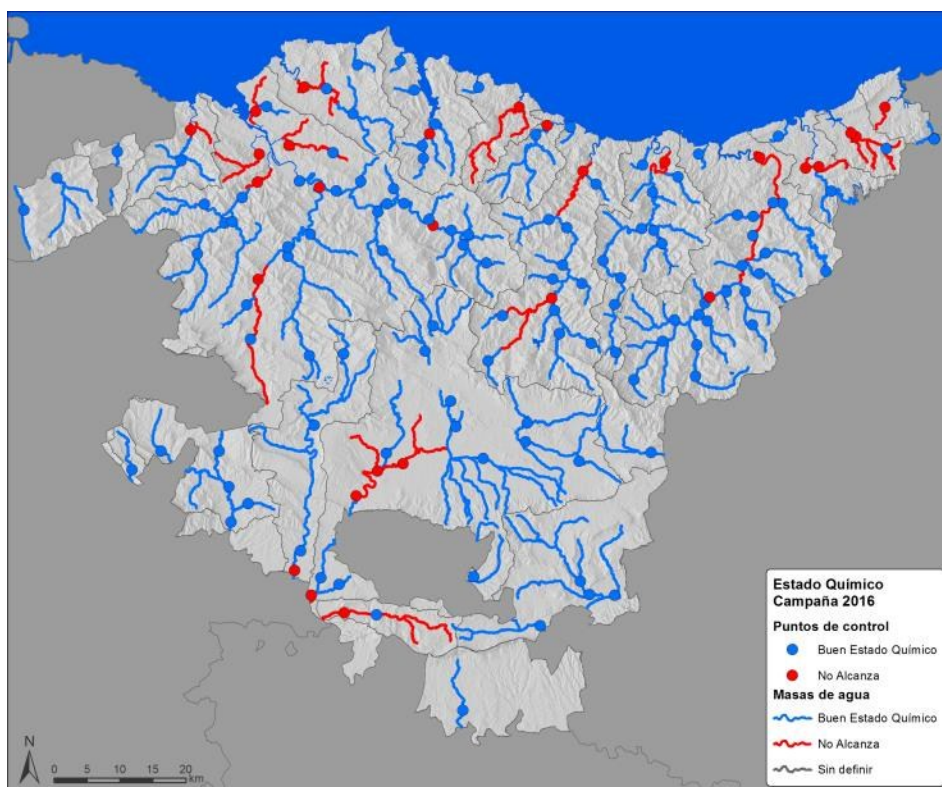 Estado Químico
Campaña 2016
Puntos de control
Buen Estado Químico
No Alcanza
Masas de agua
Buen Estado Químico
No Alcanza
Sin definir
N
0 5 10 15 20
km